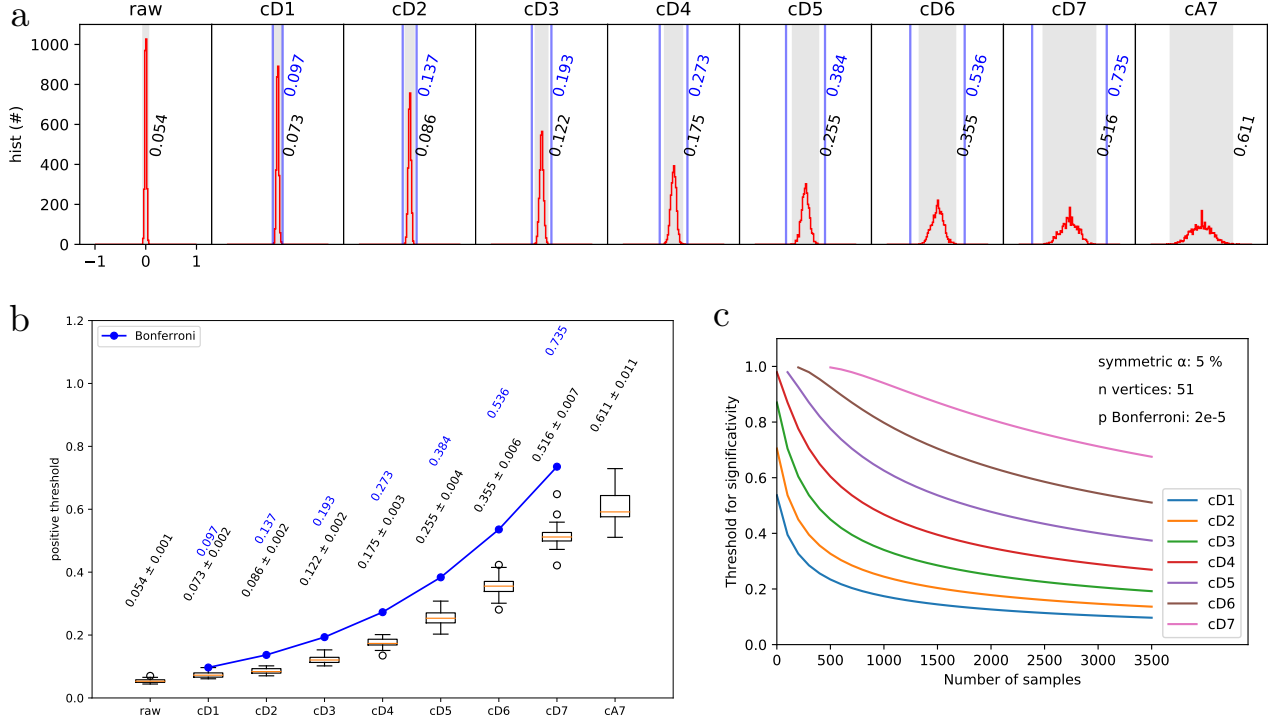 a
raw cD1 cD2 cD3 cD4 cD5 cD6 cD7 cA7
hist (#)
1000
800
600
400
200
0
−1 0 1
0.054
0.097
0.073
0.137
0.086
0.193
0.122
0.273
0.175
0.384
0.255
0.536
0.355
0.735
0.516
0.611
b
positive threshold
1.2
1.0
0.8
0.6
0.4
0.2
0.0
Bonferroni
0.054 ± 0.001
0.097
0.073 ± 0.002
0.137
0.086 ± 0.002
0.193
0.122 ± 0.002
0.273
0.175 ± 0.003
0.384
0.255 ± 0.004
0.536
0.355 ± 0.006
0.735
0.516 ± 0.007
0.611 ± 0.011
raw cD1 cD2 cD3 cD4 cD5 cD6 cD7 cA7
c
Threshold for significativity
1.0
0.8
0.6
0.4
0.2
0.0
symmetric α: 5 %
n vertices: 51
p Bonferroni: 2e-5
cD1
cD2
cD3
cD4
cD5
cD6
cD7
0 500 1000 1500 2000 2500 3000 3500
Number of samples